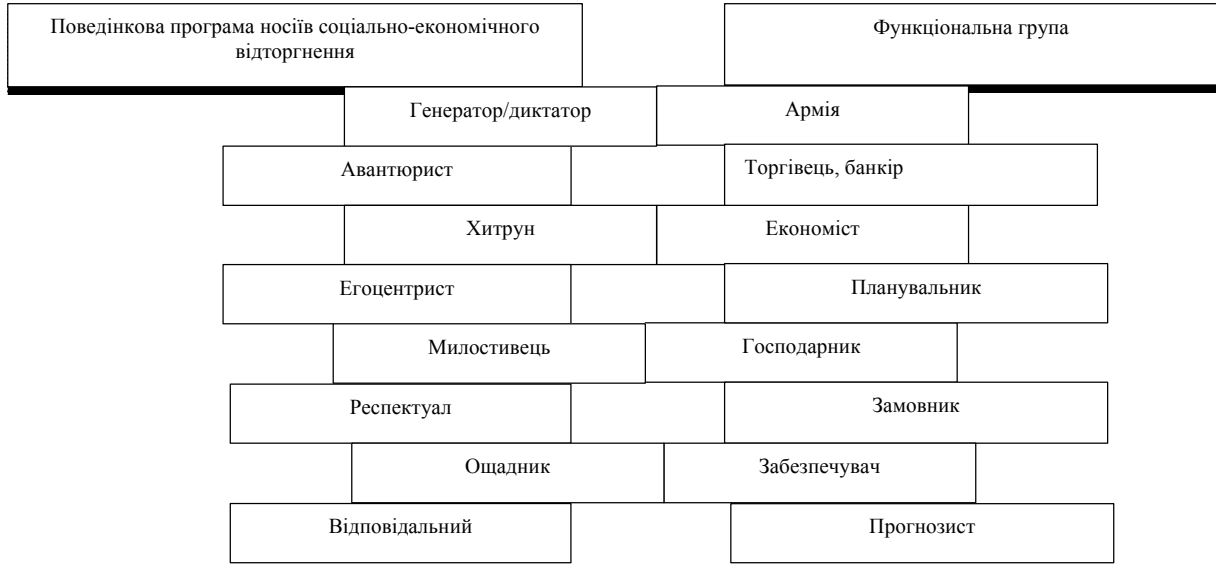 Поведінкова програма носіїв соціально-економічного
відторгнення
Функціональна група
Генератор/диктатор
Армія
Авантюрист
Торгівець, банкір
Хитрун
Економіст
Егоцентрист
Планувальник
Милостивець
Господарник
Респектуал
Замовник
Ощадник
Забезпечувач
Відповідальний
Прогнозист